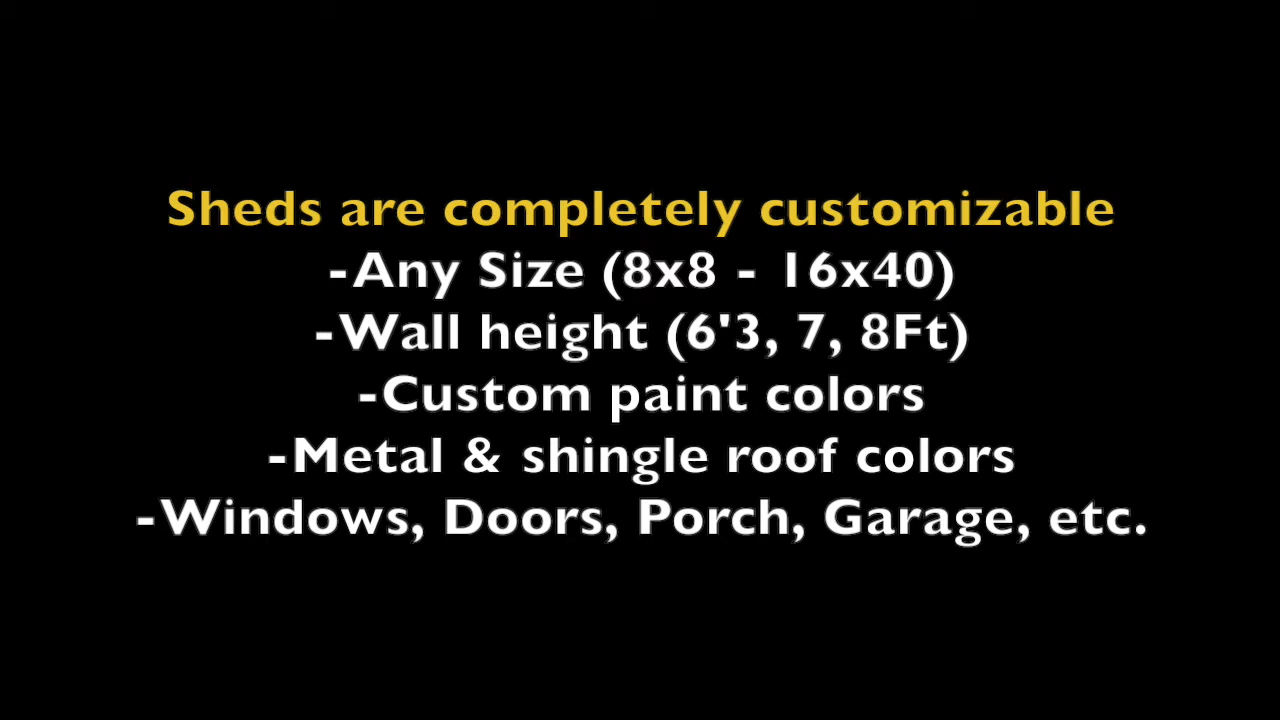 Sheds are completely customizable
-Any Size (8x8 - 16x40)
-Wall height (6'3, 7, 8Ft)
-Custom paint colors
-Metal & shingle roof colors
-Windows, Doors, Porch, Garage, etc.